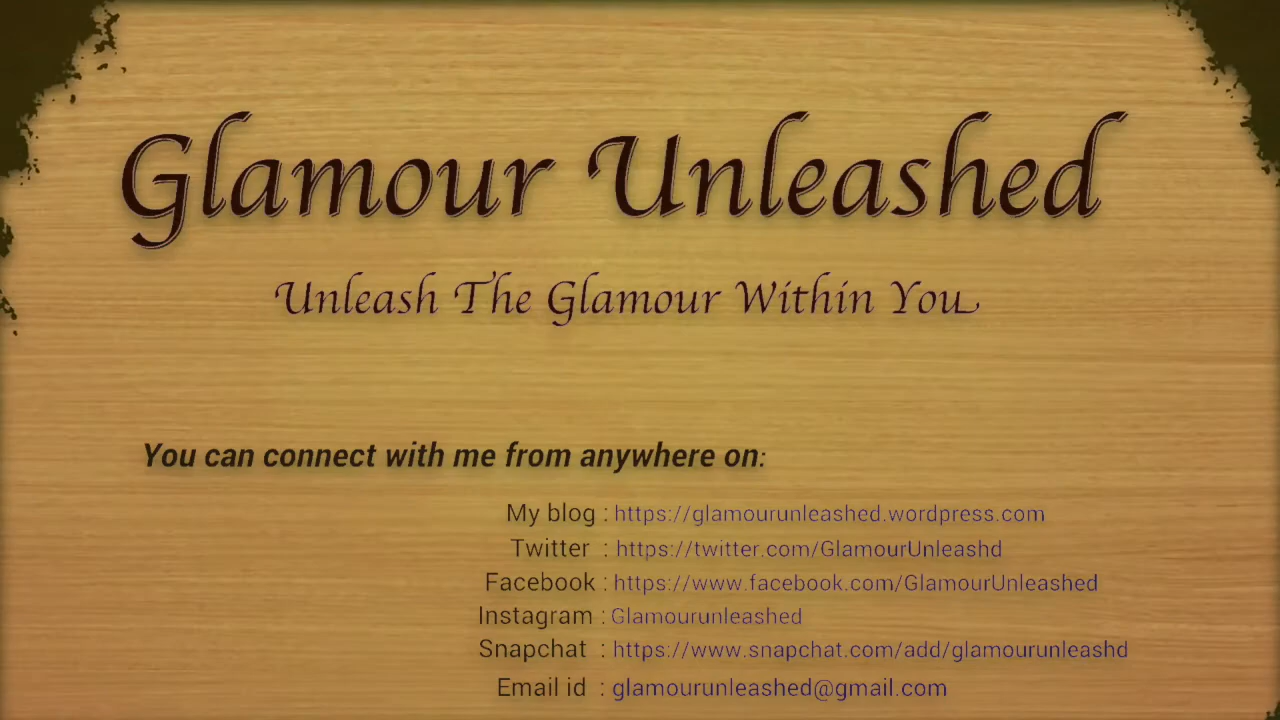 Glamour Unleashed
Unleash The Glamour Within You
You can connect with me from anywhere on:
My blog : https://glamourunleashed.wordpress.com
Twitter : https://twitter.com/GlamourUnleashd
Facebook : https://www.facebook.com/GlamourUnleashed
Instagram : Glamourunleashed
Snapchat : https://www.snapchat.com/add/glamourunleashd
Email id : glamourunleashed@gmail.com